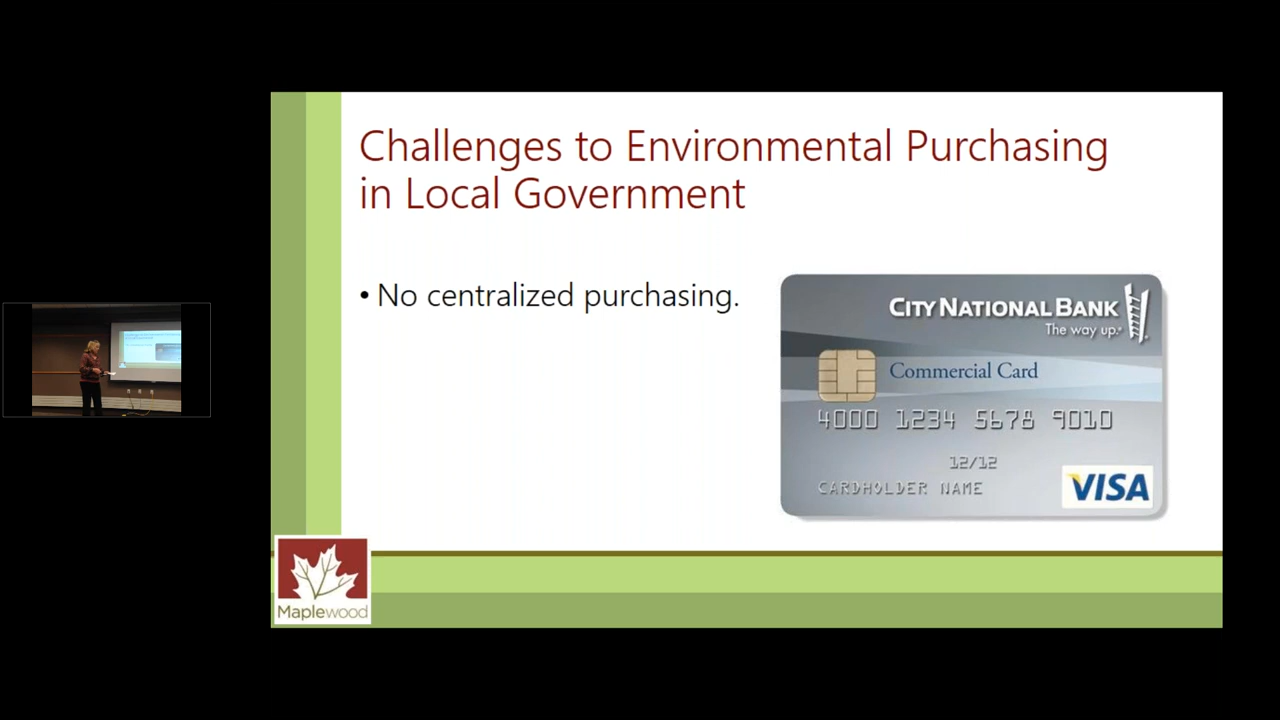 Challenges to Environmental Purchasing
in Local Government
• No centralized purchasing.
CITY NATIONAL BANK
The way up.®
Commercial Card
4000 1234 5678 9010
12/12
CARDHOLDER NAME
VISA
Maplewood